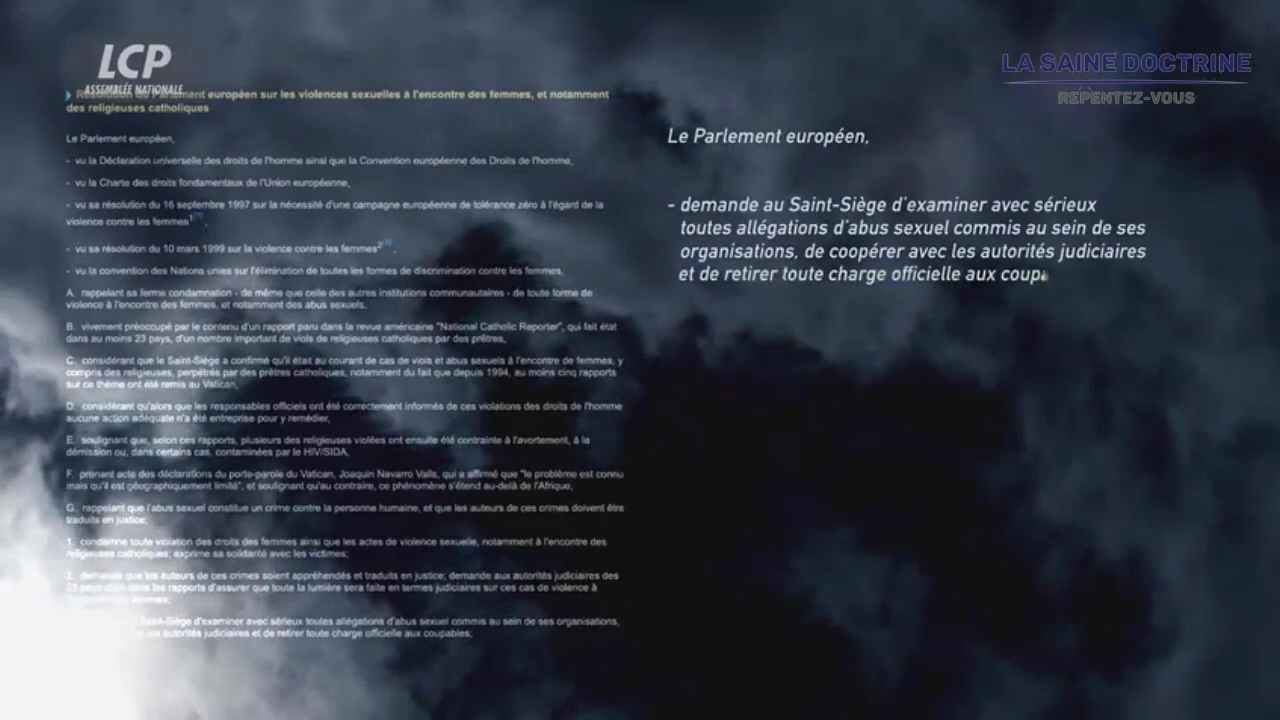 LCP
ASSEMBLÉE NATIONALE
LA SAINE DOCTRINE
REPENTEZ-VOUS
Résolution du Parlement européen sur les violences sexuelles à l'encontre des femmes, et notamment
des religieuses catholiques
Le Parlement européen,
- vu la Déclaration universelle des droits de l'homme ainsi que la Convention européenne des Droits de l'homme,
- vu la Charte des droits fondamentaux de l'Union européenne,
- vu sa résolution du 16 septembre 1997 sur la nécessité d'une campagne européenne de tolérance zéro à l'égard de la
violence contre les femmes1,
- vu sa résolution du 10 mars 1999 sur la violence contre les femmes2,
- vu la convention des Nations unies sur l'élimination de toutes les formes de discrimination contre les femmes,
A. rappelant sa ferme condamnation - de même que celle des autres institutions communautaires - de toute forme de
violence à l'encontre des femmes, et notamment des abus sexuels,
B. vivement préoccupé par le contenu d'un rapport paru dans la revue américaine "National Catholic Reporter", qui fait état
dans au moins 23 pays, d'un nombre important de viols de religieuses catholiques par des prêtres,
C. considérant que le Saint-Siège a confirmé qu'il était au courant de cas de viols et abus sexuels à l'encontre de femmes, y
compris des religieuses, perpétrés par des prêtres catholiques, notamment du fait que depuis 1994, au moins cinq rapports
sur ce thème ont été remis au Vatican,
D. considérant qu'alors que les responsables officiels ont été correctement informés de ces violations des droits de l'homme
aucune action adéquate n'a été entreprise pour y remédier,
E. soulignant que, selon ces rapports, plusieurs des religieuses violées ont ensuite été contrainte à l'avortement, à la
démission ou, dans certains cas, contaminées par le HIV/SIDA,
F. prenant acte des déclarations du porte-parole du Vatican, Joaquin Navarro Valls, qui a affirmé que "le problème est connu
mais qu'il est géographiquement limité", et soulignant qu'au contraire, ce phénomène s'étend au-delà de l'Afrique,
G. rappelant que l'abus sexuel constitue un crime contre la personne humaine, et que les auteurs de ces crimes doivent être
traduits en justice;
1. condamne toute violation des droits des femmes ainsi que les actes de violence sexuelle, notamment à l'encontre des
religieuses catholiques; exprime sa solidarité avec les victimes;
2. demande que les auteurs de ces crimes soient appréhendés et traduits en justice; demande aux autorités judiciaires des
23 pays cités dans les rapports d'assurer que toute la lumière sera faite en termes judiciaires sur ces cas de violence à
femmes;
Saint-Siège d'examiner avec sérieux toutes allégations d'abus sexuel commis au sein de ses organisations,
autorités judiciaires et de retirer toute charge officielle aux coupables;
Le Parlement européen,
- demande au Saint-Siège d'examiner avec sérieux
toutes allégations d'abus sexuel commis au sein de ses
organisations, de coopérer avec les autorités judiciaires
et de retirer toute charge officielle aux coup